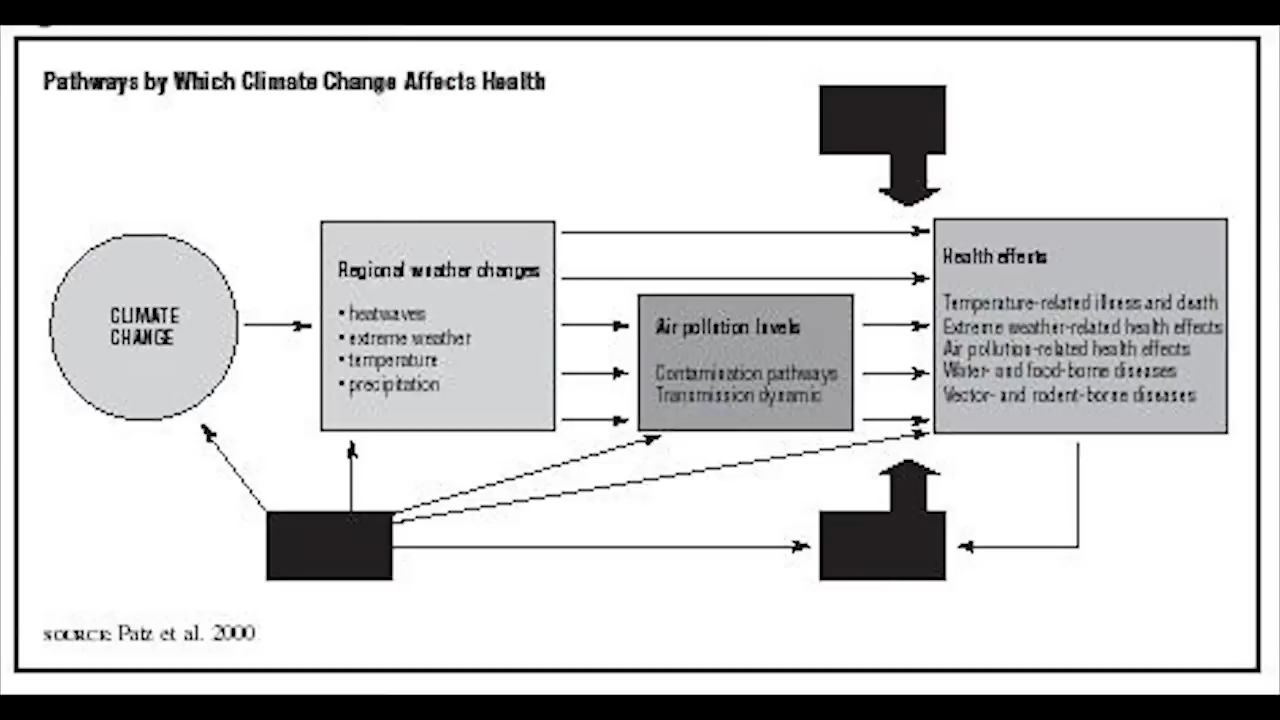 Pathways by Which Climate Change Affects Health
CLIMATE
CHANGE
Regional weather changes
• heatwaves
• extreme weather
• temperature
• precipitation
Air pollution levels
Contamination pathways
Transmission dynamic
Health effects
Temperature-related illness and death
Extreme weather-related health effects
Air pollution-related health effects
Water- and food-borne diseases
Vector- and rodent-borne diseases
SOURCE: Patz et al. 2000